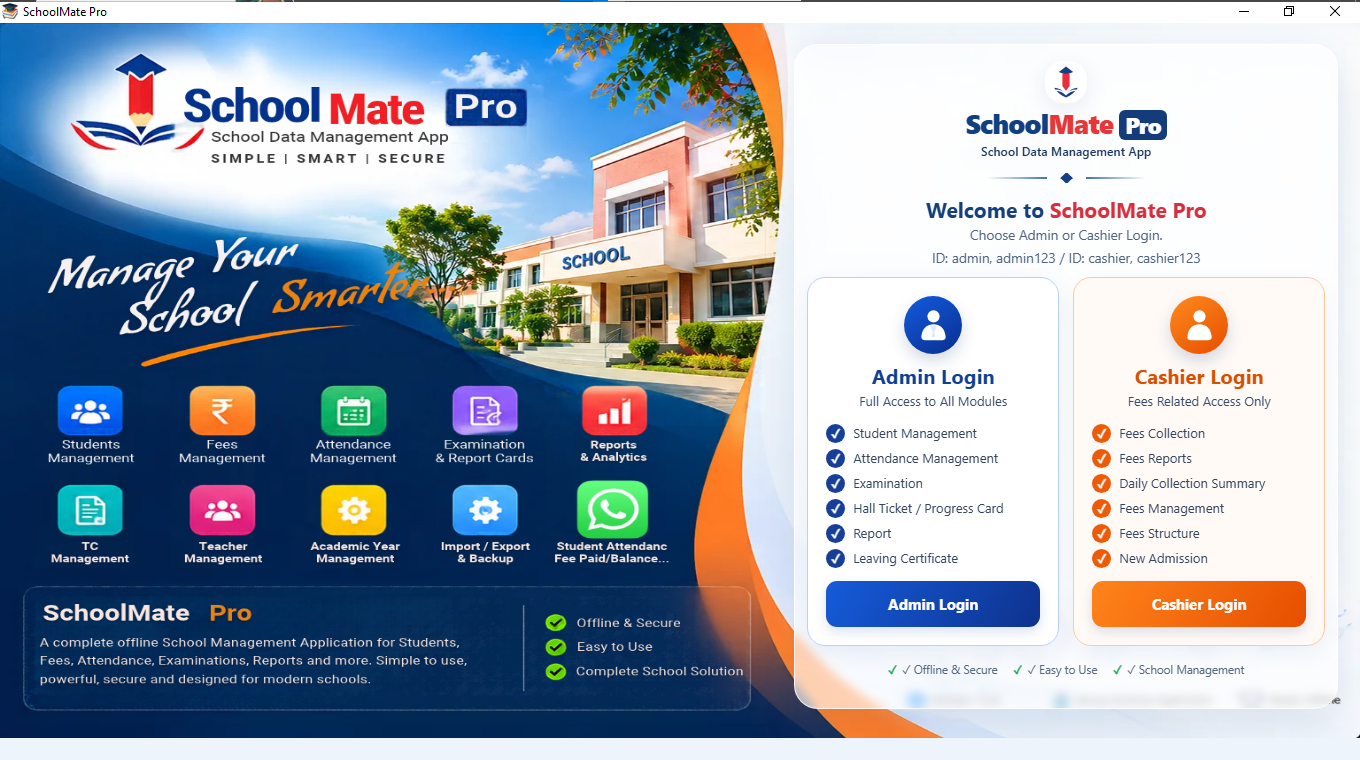 SchoolMate Pro
School Mate Pro
School Data Management App
SIMPLE | SMART | SECURE
Manage Your
School Smarter...
SCHOOL
Students
Management
Fees
Management
Attendance
Management
Examination
& Report Cards
Reports
& Analytics
TC
Management
Teacher
Management
Academic Year
Management
Import / Export
& Backup
Student Attendanc
Fee Paid/Balance...
SchoolMate Pro
A complete offline School Management Application for Students,
Fees, Attendance, Examinations, Reports and more. Simple to use,
powerful, secure and designed for modern schools.
Offline & Secure
Easy to Use
Complete School Solution
SchoolMate Pro
School Data Management App
Welcome to SchoolMate Pro
Choose Admin or Cashier Login.
ID: admin, admin123 / ID: cashier, cashier123
Admin Login
Full Access to All Modules
Student Management
Attendance Management
Examination
Hall Ticket / Progress Card
Report
Leaving Certificate
Admin Login
Cashier Login
Fees Related Access Only
Fees Collection
Fees Reports
Daily Collection Summary
Fees Management
Fees Structure
New Admission
Cashier Login
✓ ✓ Offline & Secure ✓ ✓ Easy to Use ✓ ✓ School Management